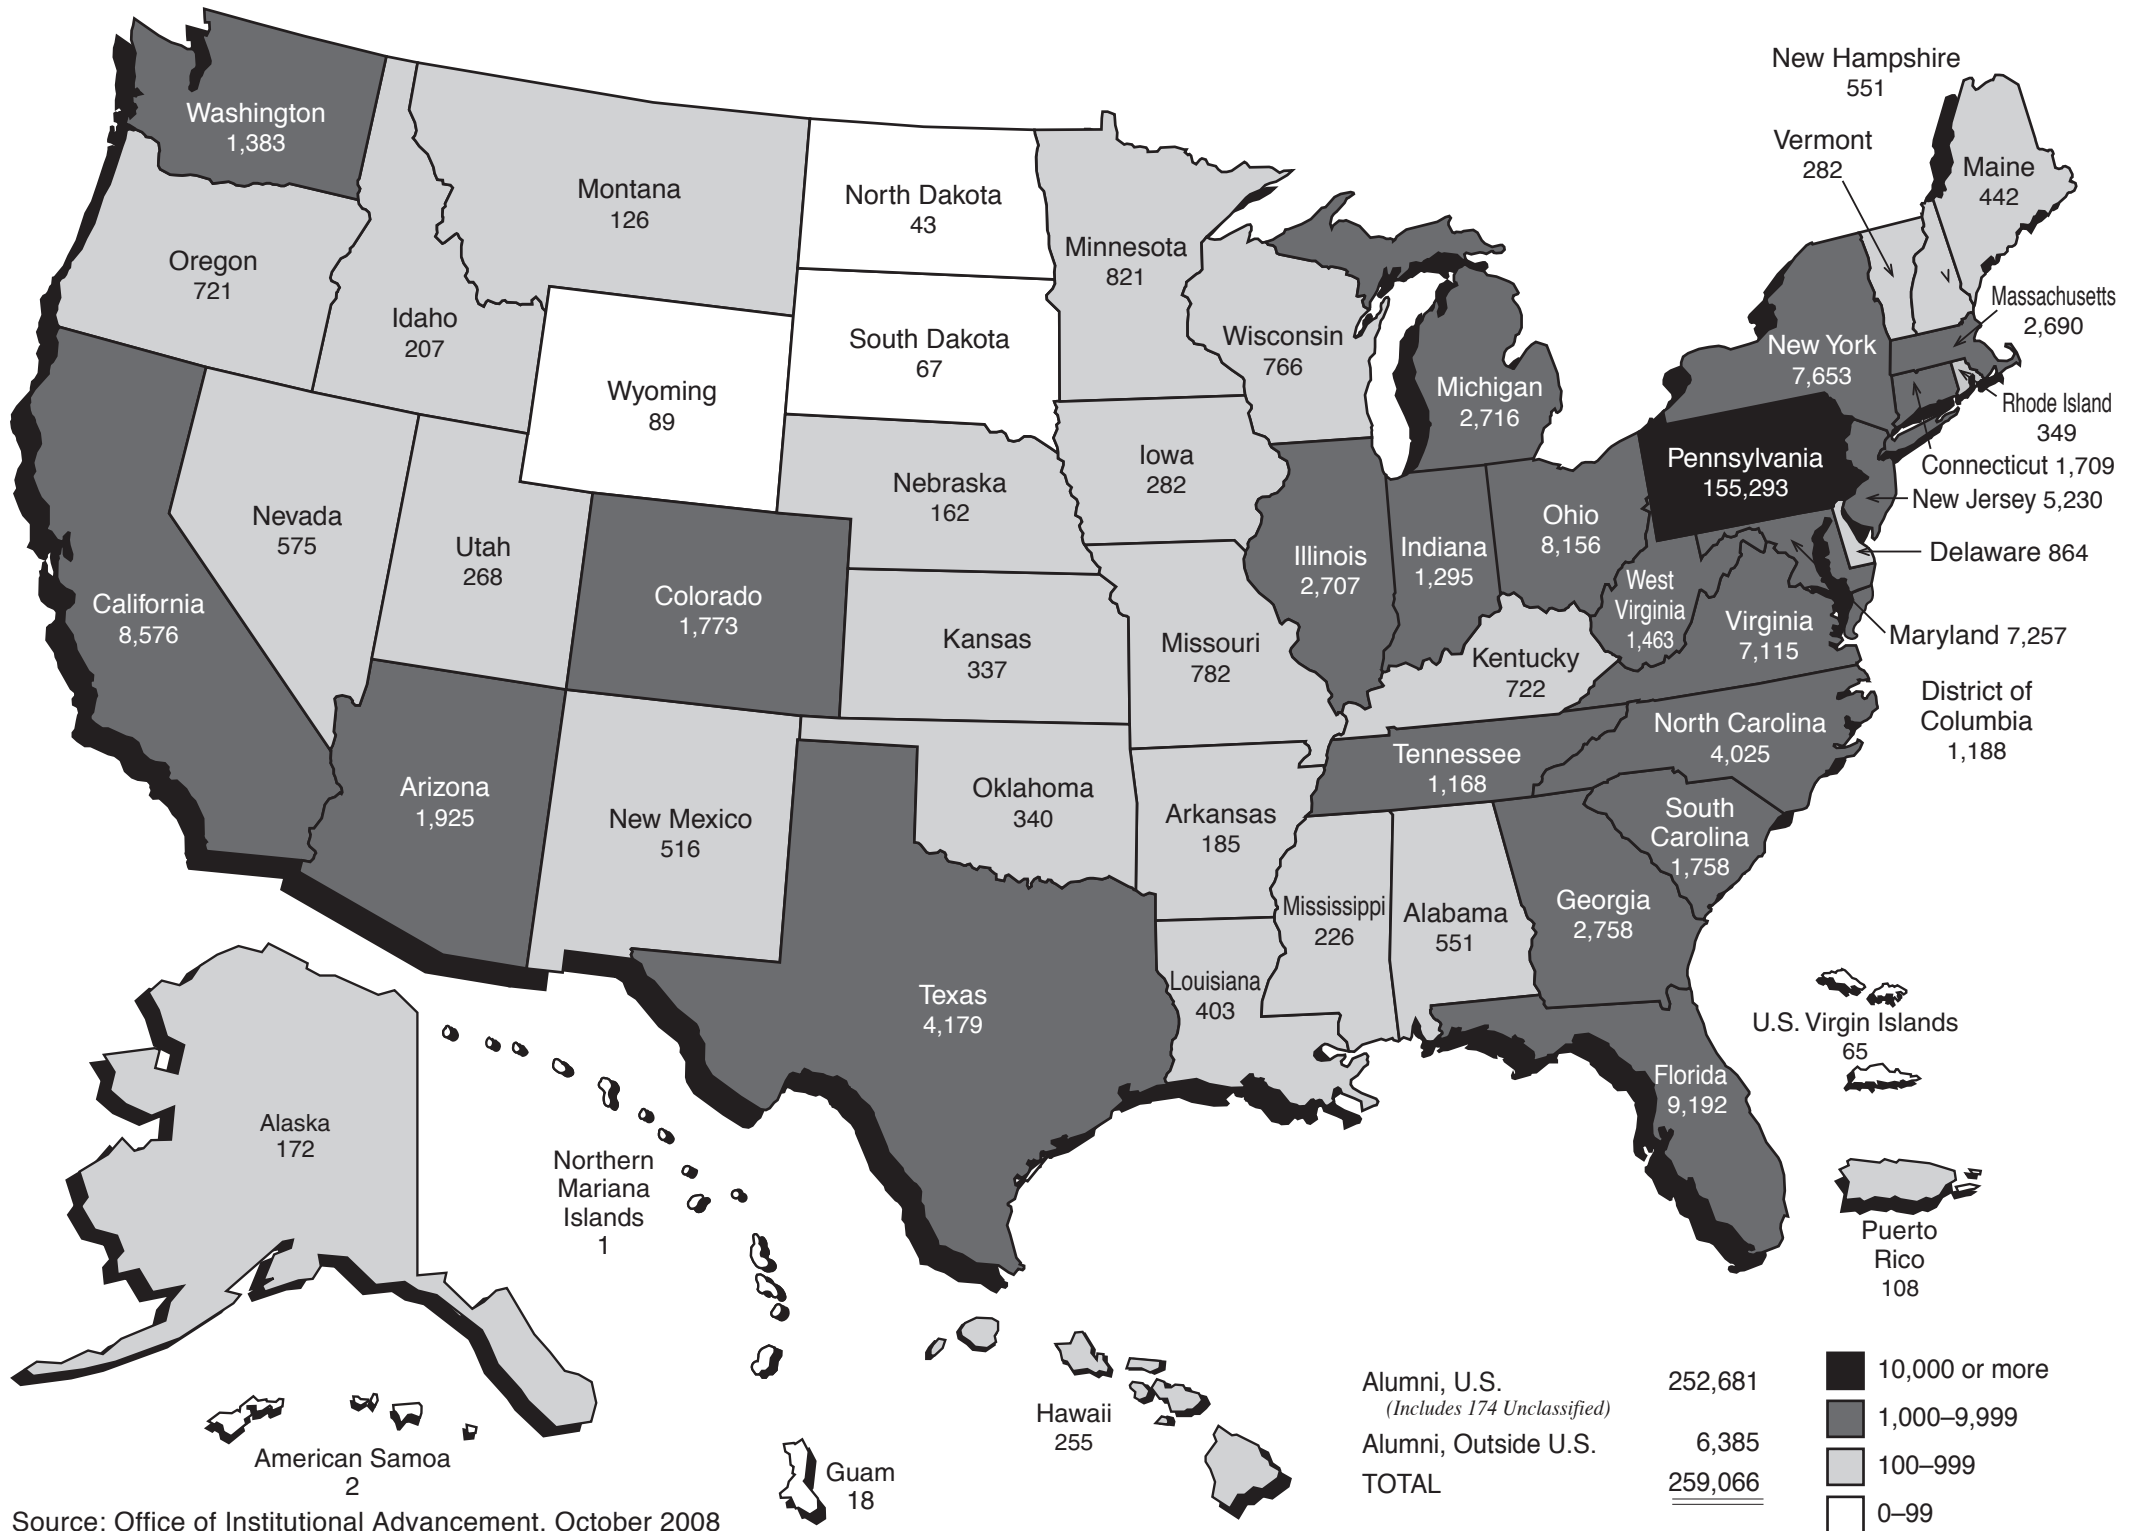 New Hampshire
551
Vermont
282
Maine
442
Washington
1,383
Montana
126
North Dakota
43
Minnesota
821
Oregon
721
Idaho
207
Wyoming
89
South Dakota
67
Wisconsin
766
Michigan
2,716
New York
7,653
Massachusetts
2,690
Rhode Island
349
Connecticut 1,709
New Jersey 5,230
Pennsylvania
155,293
Delaware 864
Maryland 7,257
District of
Columbia
1,188
Nevada
575
Utah
268
Colorado
1,773
California
8,576
Nebraska
162
Iowa
282
Kansas
337
Missouri
782
Illinois
2,707
Indiana
1,295
Ohio
8,156
West
Virginia
1,463
Virginia
7,115
Kentucky
722
Tennessee
1,168
North Carolina
4,025
South
Carolina
1,758
Arizona
1,925
New Mexico
516
Oklahoma
340
Arkansas
185
Mississippi
226
Alabama
551
Georgia
2,758
Texas
4,179
Louisiana
403
Florida
9,192
U.S. Virgin Islands
65
Puerto
Rico
108
Alaska
172
Northern
Mariana
Islands
1
American Samoa
2
Guam
18
Hawaii
255
Alumni, U.S. 252,681
(Includes 174 Unclassified)
Alumni, Outside U.S. 6,385
TOTAL 259,066
10,000 or more
1,000–9,999
100–999
0–99
Source: Office of Institutional Advancement, October 2008